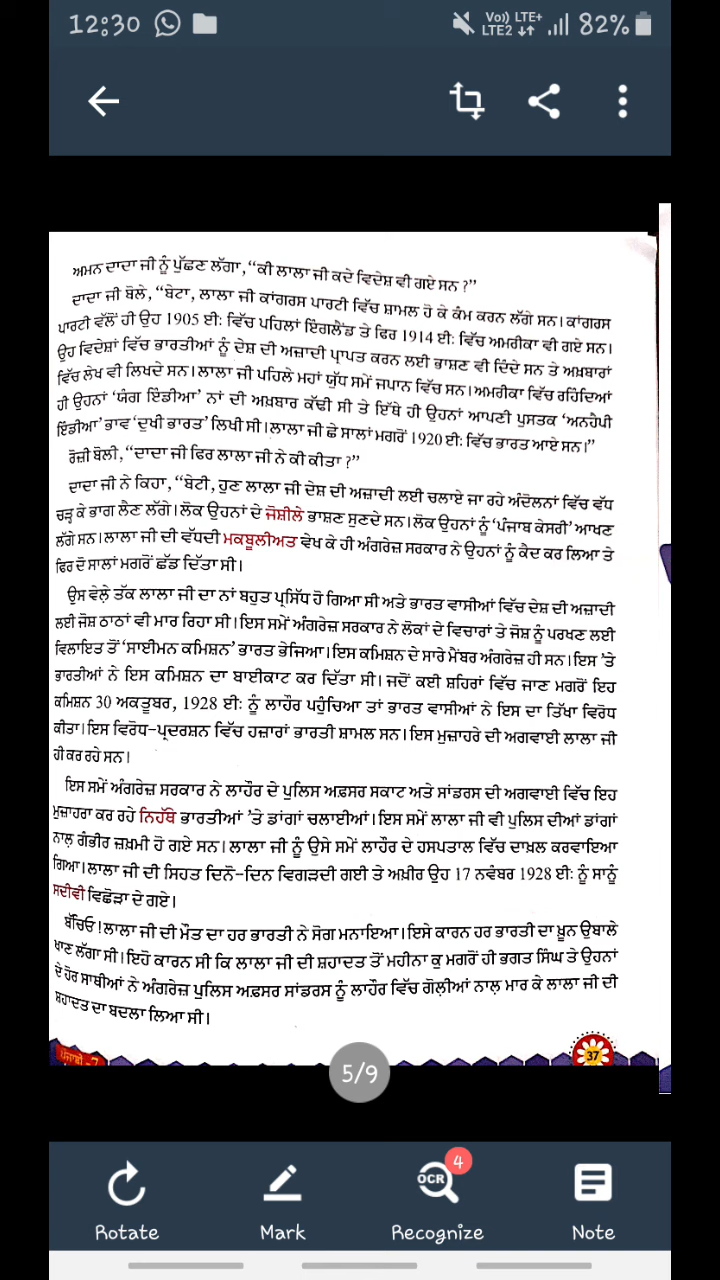 12:30
Vo)) LTE+
LTE2
82%
ਅਮਨ ਦਾਦਾ ਜੀ ਨੂੰ ਪੁੱਛਣ ਲੱਗਾ, “ਕੀ ਲਾਲਾ ਜੀ ਕਦੇ ਵਿਦੇਸ਼ ਵੀ ਗਏ ਸਨ ?”
ਦਾਦਾ ਜੀ ਬੋਲੇ, “ਬੇਟਾ, ਲਾਲਾ ਜੀ ਕਾਂਗਰਸ ਪਾਰਟੀ ਵਿੱਚ ਸ਼ਾਮਲ ਹੋ ਕੇ ਕੰਮ ਕਰਨ ਲੱਗੇ ਸਨ। ਕਾਂਗਰਸ
ਪਾਰਟੀ ਵੱਲੋਂ ਹੀ ਉਹ 1905 ਈ: ਵਿੱਚ ਪਹਿਲਾਂ ਇੰਗਲੈਂਡ ਤੇ ਫਿਰ 1914 ਈ: ਵਿੱਚ ਅਮਰੀਕਾ ਵੀ ਗਏ ਸਨ।
ਉਹ ਵਿਦੇਸ਼ਾਂ ਵਿੱਚ ਭਾਰਤੀਆਂ ਨੂੰ ਦੇਸ਼ ਦੀ ਅਜ਼ਾਦੀ ਪ੍ਰਾਪਤ ਕਰਨ ਲਈ ਭਾਸ਼ਣ ਵੀ ਦਿੰਦੇ ਸਨ ਤੇ ਅਖ਼ਬਾਰਾਂ
ਵਿੱਚ ਲੇਖ ਵੀ ਲਿਖਦੇ ਸਨ। ਲਾਲਾ ਜੀ ਪਹਿਲੇ ਮਹਾਂ ਯੁੱਧ ਸਮੇਂ ਜਪਾਨ ਵਿੱਚ ਸਨ। ਅਮਰੀਕਾ ਵਿੱਚ ਰਹਿੰਦਿਆਂ
ਹੀ ਉਹਨਾਂ ‘ਯੰਗ ਇੰਡੀਆ’ ਨਾਂ ਦੀ ਅਖ਼ਬਾਰ ਕੱਢੀ ਸੀ ਤੇ ਇੱਥੇ ਹੀ ਉਹਨਾਂ ਆਪਣੀ ਪੁਸਤਕ ‘ਅਨਹੈਪੀ
ਇੰਡੀਆ’ ਭਾਵ ‘ਦੁਖੀ ਭਾਰਤ’ ਲਿਖੀ ਸੀ। ਲਾਲਾ ਜੀ ਛੇ ਸਾਲਾਂ ਮਗਰੋਂ 1920 ਈ: ਵਿੱਚ ਭਾਰਤ ਆਏ ਸਨ।”
ਰੋਜ਼ੀ ਬੋਲੀ, “ਦਾਦਾ ਜੀ ਫਿਰ ਲਾਲਾ ਜੀ ਨੇ ਕੀ ਕੀਤਾ ?”
ਦਾਦਾ ਜੀ ਨੇ ਕਿਹਾ, “ਬੇਟੀ, ਹੁਣ ਲਾਲਾ ਜੀ ਦੇਸ਼ ਦੀ ਅਜ਼ਾਦੀ ਲਈ ਚਲਾਏ ਜਾ ਰਹੇ ਅੰਦੋਲਨਾਂ ਵਿੱਚ ਵੱਧ
ਚੜ੍ਹ ਕੇ ਭਾਗ ਲੈਣ ਲੱਗੇ। ਲੋਕ ਉਹਨਾਂ ਦੇ ਜੋਸ਼ੀਲੇ ਭਾਸ਼ਣ ਸੁਣਦੇ ਸਨ। ਲੋਕ ਉਹਨਾਂ ਨੂੰ ‘ਪੰਜਾਬ ਕੇਸਰੀ’ ਆਖਣ
ਲੱਗੇ ਸਨ। ਲਾਲਾ ਜੀ ਦੀ ਵੱਧਦੀ ਮਕਬੂਲੀਅਤ ਵੇਖ ਕੇ ਹੀ ਅੰਗਰੇਜ਼ ਸਰਕਾਰ ਨੇ ਉਹਨਾਂ ਨੂੰ ਕੈਦ ਕਰ ਲਿਆ ਤੇ
ਫਿਰ ਦੋ ਸਾਲਾਂ ਮਗਰੋਂ ਛੱਡ ਦਿੱਤਾ ਸੀ।
ਉਸ ਵੇਲ਼ੇ ਤੱਕ ਲਾਲਾ ਜੀ ਦਾ ਨਾਂ ਬਹੁਤ ਪ੍ਰਸਿੱਧ ਹੋ ਗਿਆ ਸੀ ਅਤੇ ਭਾਰਤ ਵਾਸੀਆਂ ਵਿੱਚ ਦੇਸ਼ ਦੀ ਅਜ਼ਾਦੀ
ਲਈ ਜੋਸ਼ ਠਾਠਾਂ ਵੀ ਮਾਰ ਰਿਹਾ ਸੀ। ਇਸ ਸਮੇਂ ਅੰਗਰੇਜ਼ ਸਰਕਾਰ ਨੇ ਲੋਕਾਂ ਦੇ ਵਿਚਾਰਾਂ ਤੇ ਜੋਸ਼ ਨੂੰ ਪਰਖਣ ਲਈ
ਵਿਲਾਇਤ ਤੋਂ ‘ਸਾਈਮਨ ਕਮਿਸ਼ਨ’ ਭਾਰਤ ਭੇਜਿਆ। ਇਸ ਕਮਿਸ਼ਨ ਦੇ ਸਾਰੇ ਮੈਂਬਰ ਅੰਗਰੇਜ਼ ਹੀ ਸਨ। ਇਸ ’ਤੇ
ਭਾਰਤੀਆਂ ਨੇ ਇਸ ਕਮਿਸ਼ਨ ਦਾ ਬਾਈਕਾਟ ਕਰ ਦਿੱਤਾ ਸੀ। ਜਦੋਂ ਕਈ ਸ਼ਹਿਰਾਂ ਵਿੱਚ ਜਾਣ ਮਗਰੋਂ ਇਹ
ਕਮਿਸ਼ਨ 30 ਅਕਤੂਬਰ, 1928 ਈ: ਨੂੰ ਲਾਹੌਰ ਪਹੁੰਚਿਆ ਤਾਂ ਭਾਰਤ ਵਾਸੀਆਂ ਨੇ ਇਸ ਦਾ ਤਿੱਖਾ ਵਿਰੋਧ
ਕੀਤਾ। ਇਸ ਵਿਰੋਧ-ਪ੍ਰਦਰਸ਼ਨ ਵਿੱਚ ਹਜ਼ਾਰਾਂ ਭਾਰਤੀ ਸ਼ਾਮਲ ਸਨ। ਇਸ ਮੁਜ਼ਾਹਰੇ ਦੀ ਅਗਵਾਈ ਲਾਲਾ ਜੀ
ਹੀ ਕਰ ਰਹੇ ਸਨ।
ਇਸ ਸਮੇਂ ਅੰਗਰੇਜ਼ ਸਰਕਾਰ ਨੇ ਲਾਹੌਰ ਦੇ ਪੁਲਿਸ ਅਫ਼ਸਰ ਸਕਾਟ ਅਤੇ ਸਾਂਡਰਸ ਦੀ ਅਗਵਾਈ ਵਿੱਚ ਇਹ
ਮੁਜ਼ਾਹਰਾ ਕਰ ਰਹੇ ਨਿਹੱਥੇ ਭਾਰਤੀਆਂ ’ਤੇ ਡਾਂਗਾਂ ਚਲਾਈਆਂ। ਇਸ ਸਮੇਂ ਲਾਲਾ ਜੀ ਵੀ ਪੁਲਿਸ ਦੀਆਂ ਡਾਂਗਾਂ
ਨਾਲ਼ ਗੰਭੀਰ ਜ਼ਖ਼ਮੀ ਹੋ ਗਏ ਸਨ। ਲਾਲਾ ਜੀ ਨੂੰ ਉਸੇ ਸਮੇਂ ਲਾਹੌਰ ਦੇ ਹਸਪਤਾਲ ਵਿੱਚ ਦਾਖ਼ਲ ਕਰਵਾਇਆ
ਗਿਆ। ਲਾਲਾ ਜੀ ਦੀ ਸਿਹਤ ਦਿਨੋ-ਦਿਨ ਵਿਗੜਦੀ ਗਈ ਤੇ ਅਖ਼ੀਰ ਉਹ 17 ਨਵੰਬਰ 1928 ਈ: ਨੂੰ ਸਾਨੂੰ
ਸਦੀਵੀ ਵਿਛੋੜਾ ਦੇ ਗਏ।
ਬੱਚਿਓ ! ਲਾਲਾ ਜੀ ਦੀ ਮੌਤ ਦਾ ਹਰ ਭਾਰਤੀ ਨੇ ਸੋਗ ਮਨਾਇਆ। ਇਸੇ ਕਾਰਨ ਹਰ ਭਾਰਤੀ ਦਾ ਖ਼ੂਨ ਉਬਾਲੇ
ਖਾਣ ਲੱਗਾ ਸੀ। ਇਹੋ ਕਾਰਨ ਸੀ ਕਿ ਲਾਲਾ ਜੀ ਦੀ ਸ਼ਹਾਦਤ ਤੋਂ ਮਹੀਨਾ ਕੁ ਮਗਰੋਂ ਹੀ ਭਗਤ ਸਿੰਘ ਤੇ ਉਹਨਾਂ
ਦੇ ਹੋਰ ਸਾਥੀਆਂ ਨੇ ਅੰਗਰੇਜ਼ ਪੁਲਿਸ ਅਫ਼ਸਰ ਸਾਂਡਰਸ ਨੂੰ ਲਾਹੌਰ ਵਿੱਚ ਗੋਲ਼ੀਆਂ ਨਾਲ਼ ਮਾਰ ਕੇ ਲਾਲਾ ਜੀ ਦੀ
ਸ਼ਹਾਦਤ ਦਾ ਬਦਲਾ ਲਿਆ ਸੀ।
ਪੰਜਾਬੀ-7
37
5/9
OCR
4
Rotate
Mark
Recognize
Note